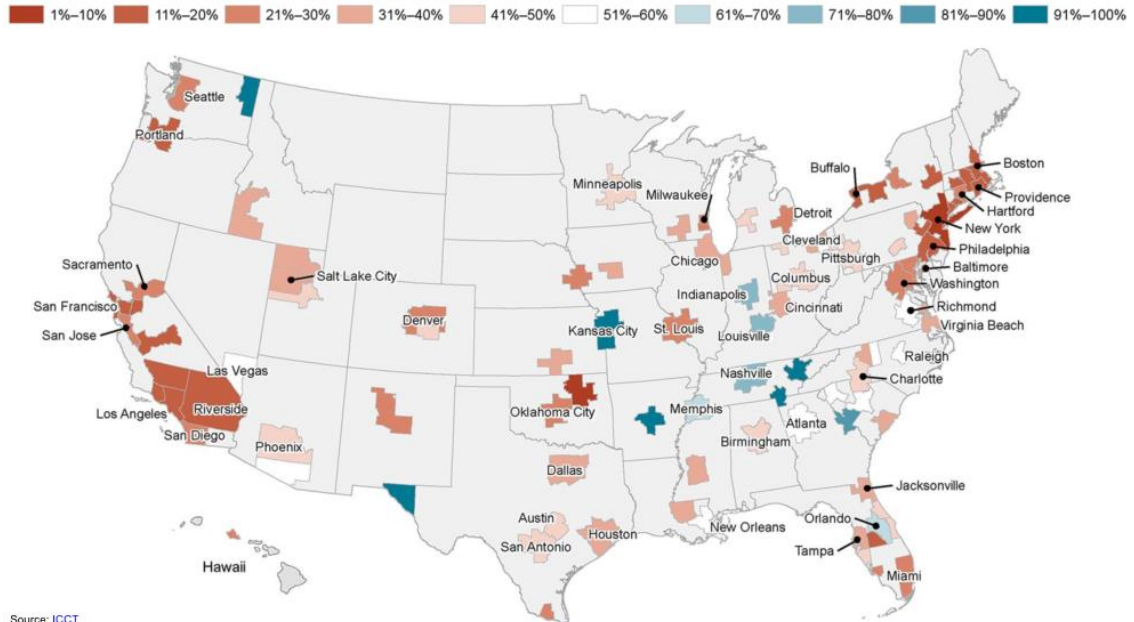 1%–10% 11%–20% 21%–30% 31%–40% 41%–50% 51%–60% 61%–70% 71%–80% 81%–90% 91%–100%
Seattle
Portland
Minneapolis
Milwaukee
Buffalo
Boston
Providence
Hartford
New York
Detroit
Cleveland
Pittsburgh
Philadelphia
Chicago
Columbus
Baltimore
Washington
Sacramento
Salt Lake City
San Francisco
San Jose
Denver
Kansas City
St. Louis
Indianapolis
Cincinnati
Louisville
Richmond
Virginia Beach
Las Vegas
Raleigh
Nashville
Charlotte
Los Angeles
Riverside
San Diego
Oklahoma City
Memphis
Atlanta
Birmingham
Phoenix
Dallas
Jacksonville
Austin
San Antonio
Houston
New Orleans
Orlando
Tampa
Miami
Hawaii
Source: ICCT